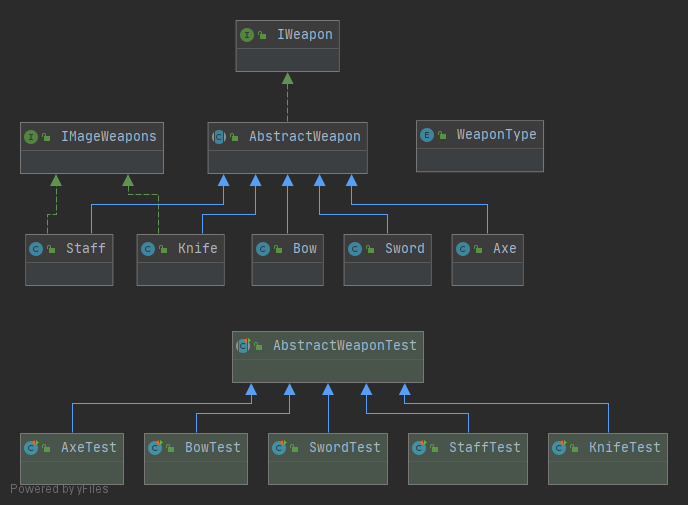 I IWeapon
I IMageWeapons
C AbstractWeapon
E WeaponType
C Staff
C Knife
C Bow
C Sword
C Axe
C AbstractWeaponTest
C AxeTest
C BowTest
C SwordTest
C StaffTest
C KnifeTest
Powered by yFiles